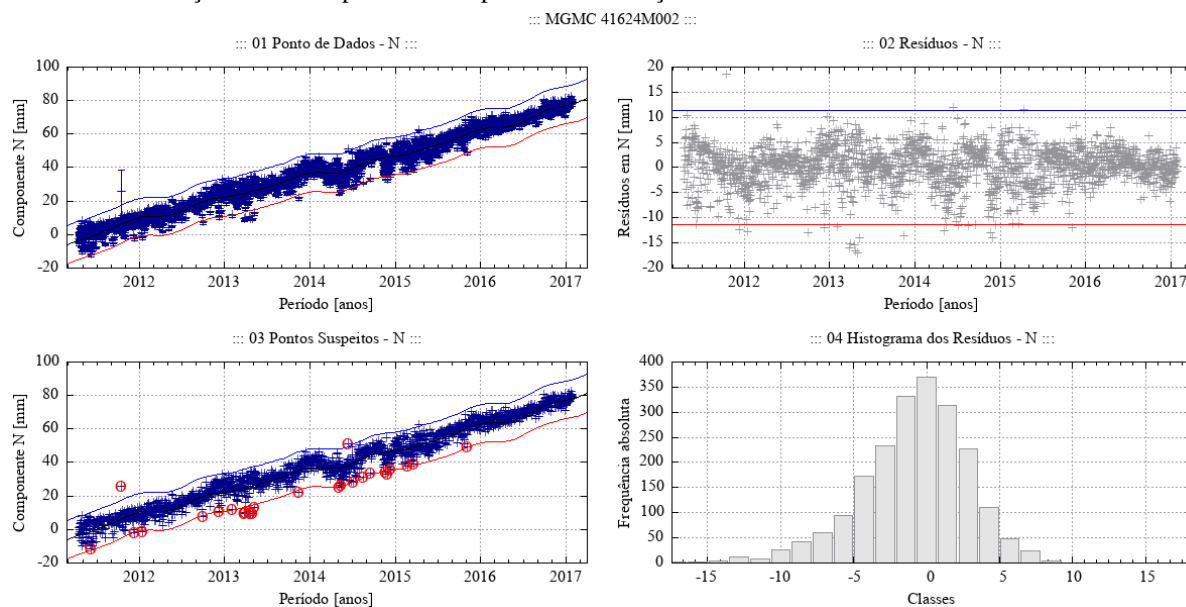 ::: MGMC 41624M002 :::
::: 01 Ponto de Dados - N :::
Componente N [mm]
100
80
60
40
20
0
-20
2012 2013 2014 2015 2016 2017
Período [anos]
::: 02 Resíduos - N :::
Resíduos em N [mm]
20
15
10
5
0
-5
-10
-15
-20
2012 2013 2014 2015 2016 2017
Período [anos]
::: 03 Pontos Suspeitos - N :::
Componente N [mm]
100
80
60
40
20
0
-20
2012 2013 2014 2015 2016 2017
Período [anos]
::: 04 Histograma dos Resíduos - N :::
Frequência absoluta
400
350
300
250
200
150
100
50
0
-15 -10 -5 0 5 10 15
Classes